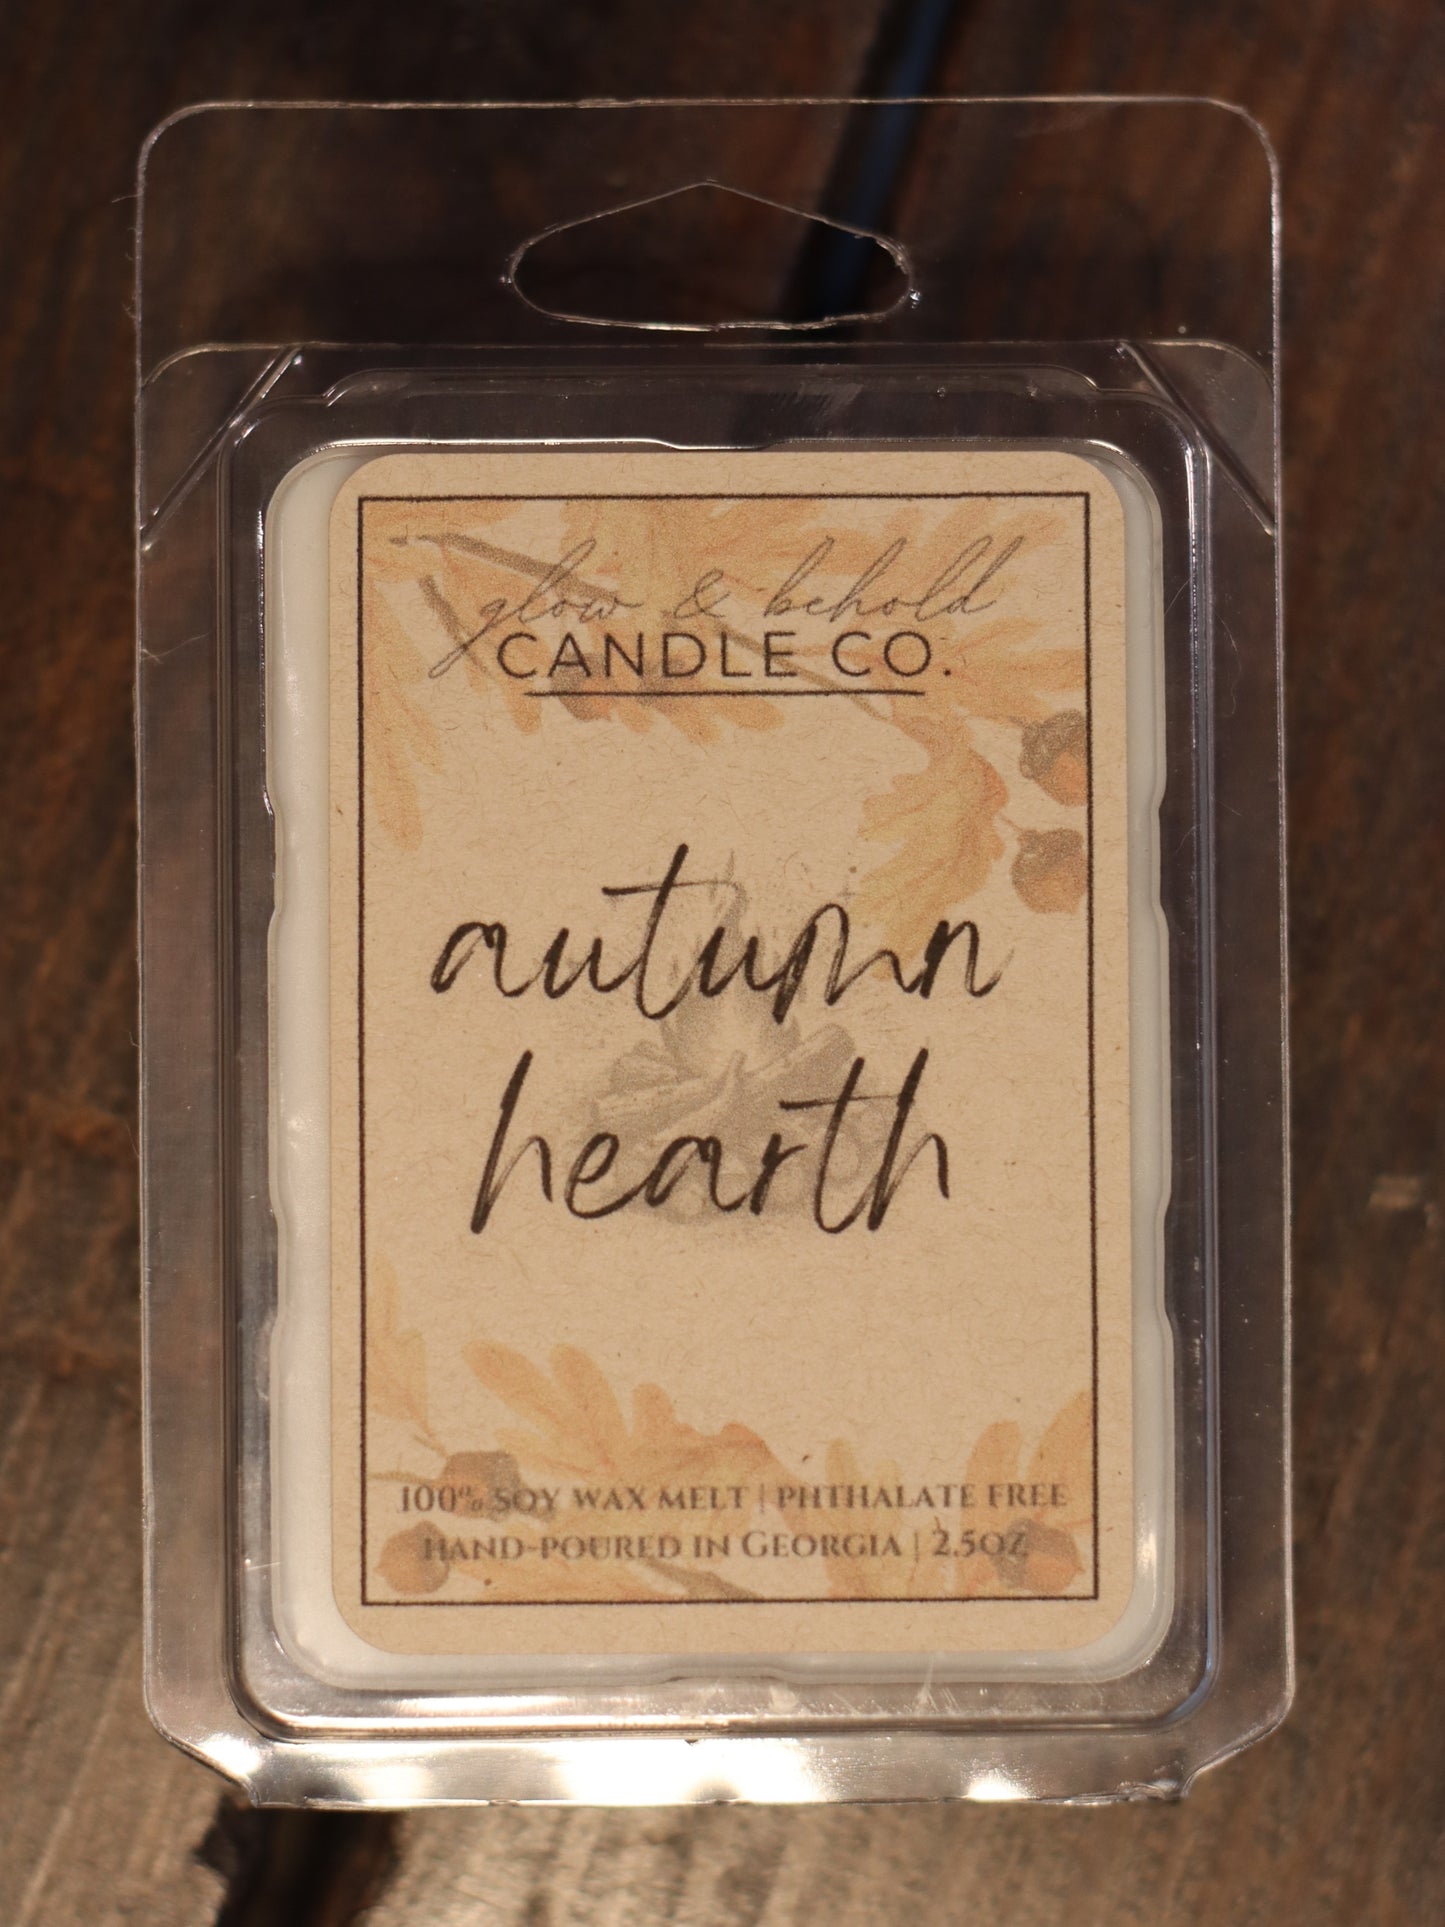 glow & behold
CANDLE CO.
autumn
hearth
100% SOY WAX MELT | PHTHALATE FREE
HAND-POURED IN GEORGIA | 2.5OZ